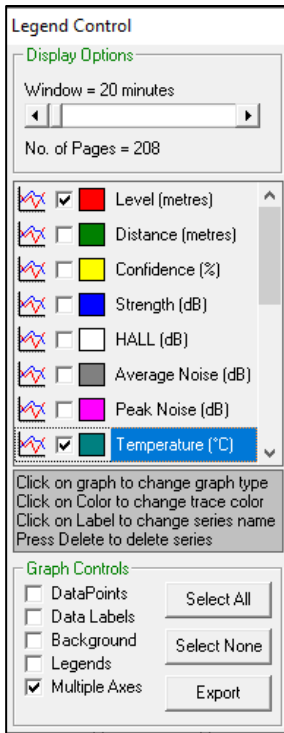 Legend Control
Display Options
Window = 20 minutes
No. of Pages = 208
Level (metres)
Distance (metres)
Confidence (%)
Strength (dB)
HALL (dB)
Average Noise (dB)
Peak Noise (dB)
Temperature (°C)
Click on graph to change graph type
Click on Color to change trace color
Click on Label to change series name
Press Delete to delete series
Graph Controls
DataPoints
Select All
Data Labels
Background
Select None
Legends
Multiple Axes
Export